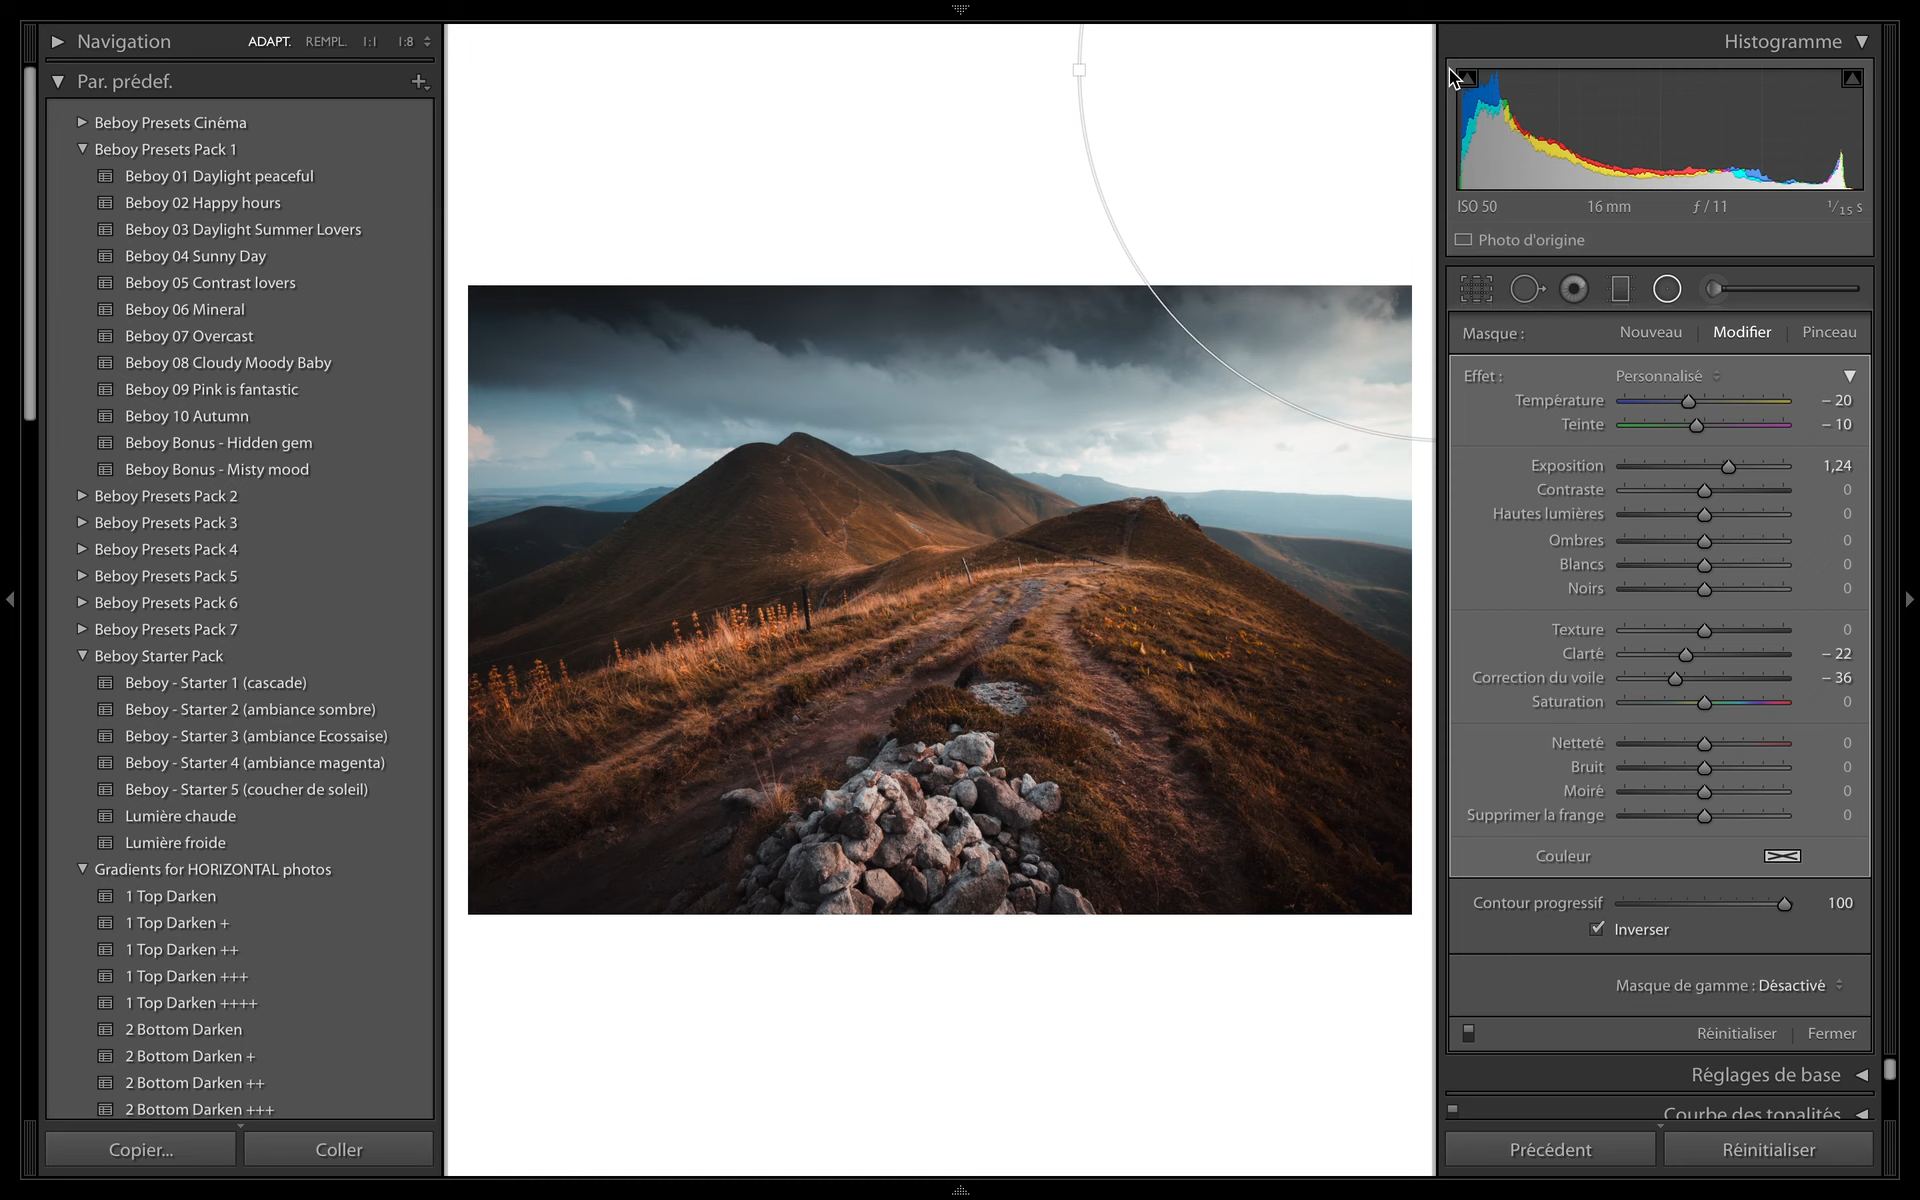 Navigation ADAPT. REMPL. 1:1 1:8
Par. prédef.
Beboy Presets Cinéma
Beboy Presets Pack 1
Beboy 01 Daylight peaceful
Beboy 02 Happy hours
Beboy 03 Daylight Summer Lovers
Beboy 04 Sunny Day
Beboy 05 Contrast lovers
Beboy 06 Mineral
Beboy 07 Overcast
Beboy 08 Cloudy Moody Baby
Beboy 09 Pink is fantastic
Beboy 10 Autumn
Beboy Bonus - Hidden gem
Beboy Bonus - Misty mood
Beboy Presets Pack 2
Beboy Presets Pack 3
Beboy Presets Pack 4
Beboy Presets Pack 5
Beboy Presets Pack 6
Beboy Presets Pack 7
Beboy Starter Pack
Beboy - Starter 1 (cascade)
Beboy - Starter 2 (ambiance sombre)
Beboy - Starter 3 (ambiance Ecossaise)
Beboy - Starter 4 (ambiance magenta)
Beboy - Starter 5 (coucher de soleil)
Lumière chaude
Lumière froide
Gradients for HORIZONTAL photos
1 Top Darken
1 Top Darken +
1 Top Darken ++
1 Top Darken +++
1 Top Darken ++++
2 Bottom Darken
2 Bottom Darken +
2 Bottom Darken ++
2 Bottom Darken +++
Copier... Coller
Histogramme
ISO 50 16 mm ƒ / 11 1/15 s
Photo d'origine
Masque : Nouveau Modifier Pinceau
Effet : Personnalisé
Température – 20
Teinte – 10
Exposition 1,24
Contraste 0
Hautes lumières 0
Ombres 0
Blancs 0
Noirs 0
Texture 0
Clarté – 22
Correction du voile – 36
Saturation 0
Netteté 0
Bruit 0
Moiré 0
Supprimer la frange 0
Couleur
Contour progressif 100
Inverser
Masque de gamme : Désactivé
Réinitialiser Fermer
Réglages de base
Courbe des tonalités
Précédent Réinitialiser